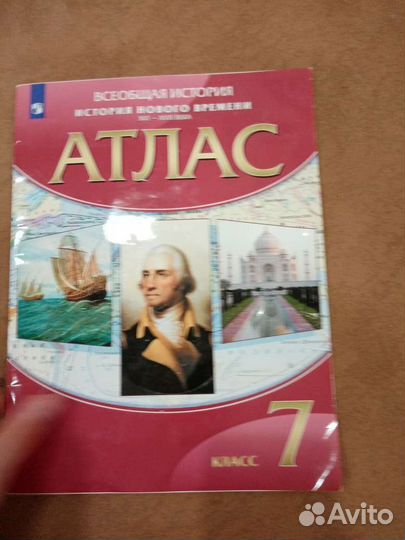 ВСЕОБЩАЯ ИСТОРИЯ
ИСТОРИЯ НОВОГО ВРЕМЕНИ
АТЛАС
КЛАСС 7
Avito